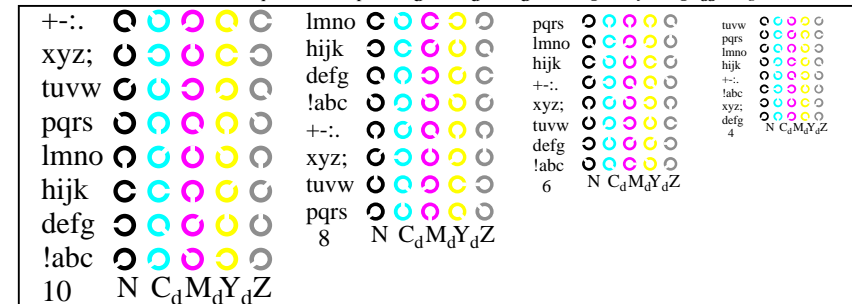 +-:.
xyz;
tuvw
pqrs
lmno
hijk
defg
!abc
10 N CdMdYdZ
lmno
hijk
defg
!abc
+-:.
xyz;
tuvw
pqrs
8 N CdMdYdZ
pqrs
lmno
hijk
+-:.
xyz;
tuvw
defg
!abc
6 N CdMdYdZ
tuvw
pqrs
lmno
hijk
+-:.
!abc
xyz;
defg
4 N CdMdYdZ